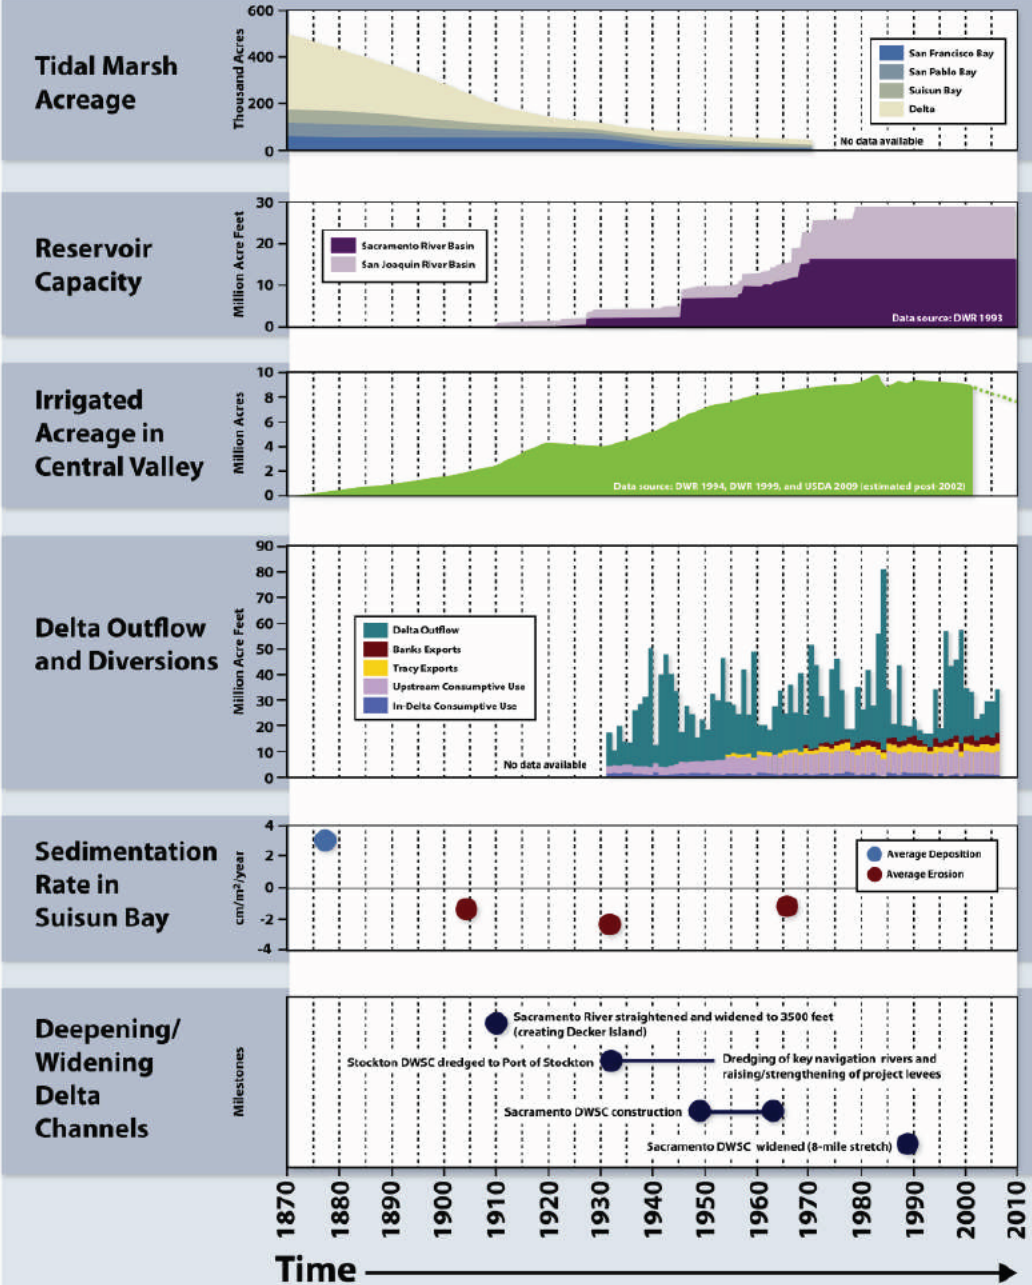 Tidal Marsh
Acreage
Thousand Acres
600
400
200
0
San Francisco Bay
San Pablo Bay
Suisun Bay
Delta
No data available
Reservoir
Capacity
Million Acre Feet
30
20
10
0
Sacramento River Basin
San Joaquin River Basin
Data source: DWR 1993
Irrigated
Acreage in
Central Valley
Million Acres
10
8
6
4
2
0
Data source: DWR 1994, DWR 1999, and USDA 2009 (estimated post-2002)
Delta Outflow
and Diversions
Million Acre Feet
90
80
70
60
50
40
30
20
10
0
Delta Outflow
Banks Exports
Tracy Exports
Upstream Consumptive Use
In-Delta Consumptive Use
No data available
Sedimentation
Rate in
Suisun Bay
cm/m²/year
4
2
0
-2
-4
Average Deposition
Average Erosion
Deepening/
Widening
Delta
Channels
Milestones
Sacramento River straightened and widened to 3500 feet
(creating Decker Island)
Stockton DWSC dredged to Port of Stockton
Dredging of key navigation rivers and
raising/strengthening of project levees
Sacramento DWSC construction
Sacramento DWSC widened (8-mile stretch)
1870 1880 1890 1900 1910 1920 1930 1940 1950 1960 1970 1980 1990 2000 2010
Time